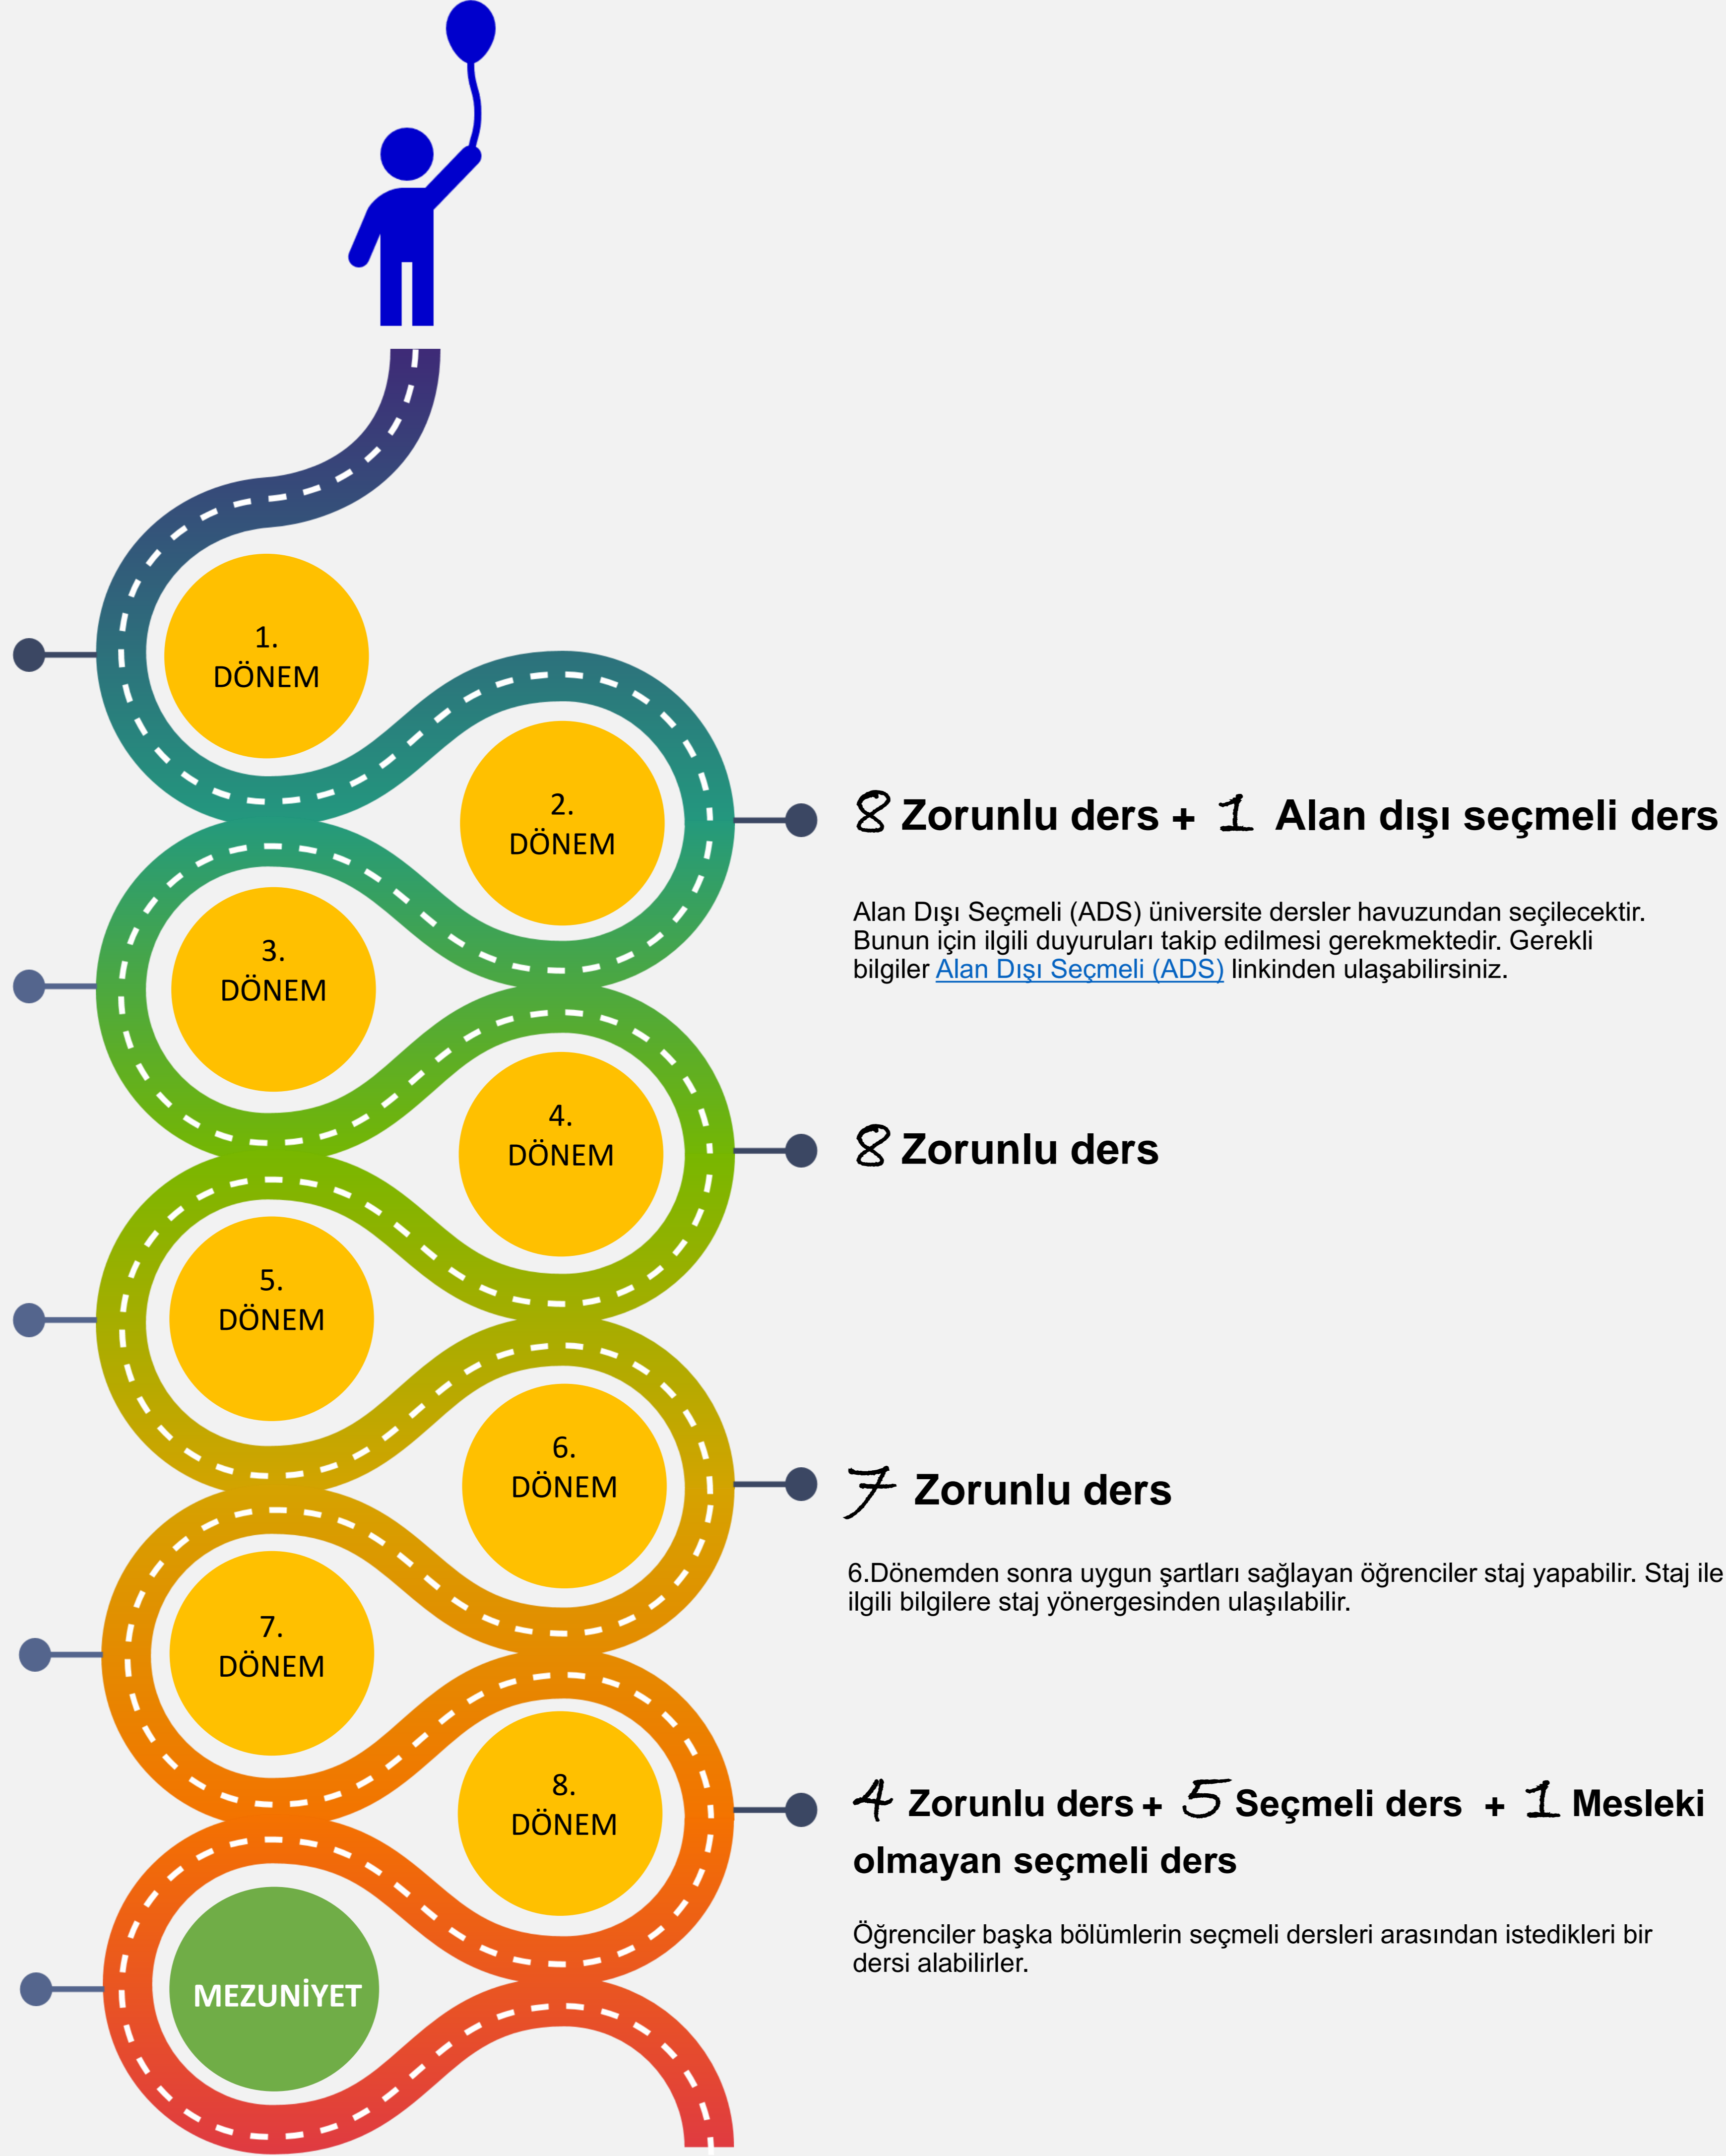 1.
DÖNEM
2.
DÖNEM
8 Zorunlu ders + 1 Alan dışı seçmeli ders
Alan Dışı Seçmeli (ADS) üniversite dersler havuzundan seçilecektir.
Bunun için ilgili duyuruları takip edilmesi gerekmektedir. Gerekli
bilgiler Alan Dışı Seçmeli (ADS) linkinden ulaşabilirsiniz.
3.
DÖNEM
4.
DÖNEM
8 Zorunlu ders
5.
DÖNEM
6.
DÖNEM
7 Zorunlu ders
6.Dönemden sonra uygun şartları sağlayan öğrenciler staj yapabilir. Staj ile
ilgili bilgilere staj yönergesinden ulaşılabilir.
7.
DÖNEM
8.
DÖNEM
4 Zorunlu ders + 5 Seçmeli ders + 1 Mesleki
olmayan seçmeli ders
Öğrenciler başka bölümlerin seçmeli dersleri arasından istedikleri bir
dersi alabilirler.
MEZUNİYET